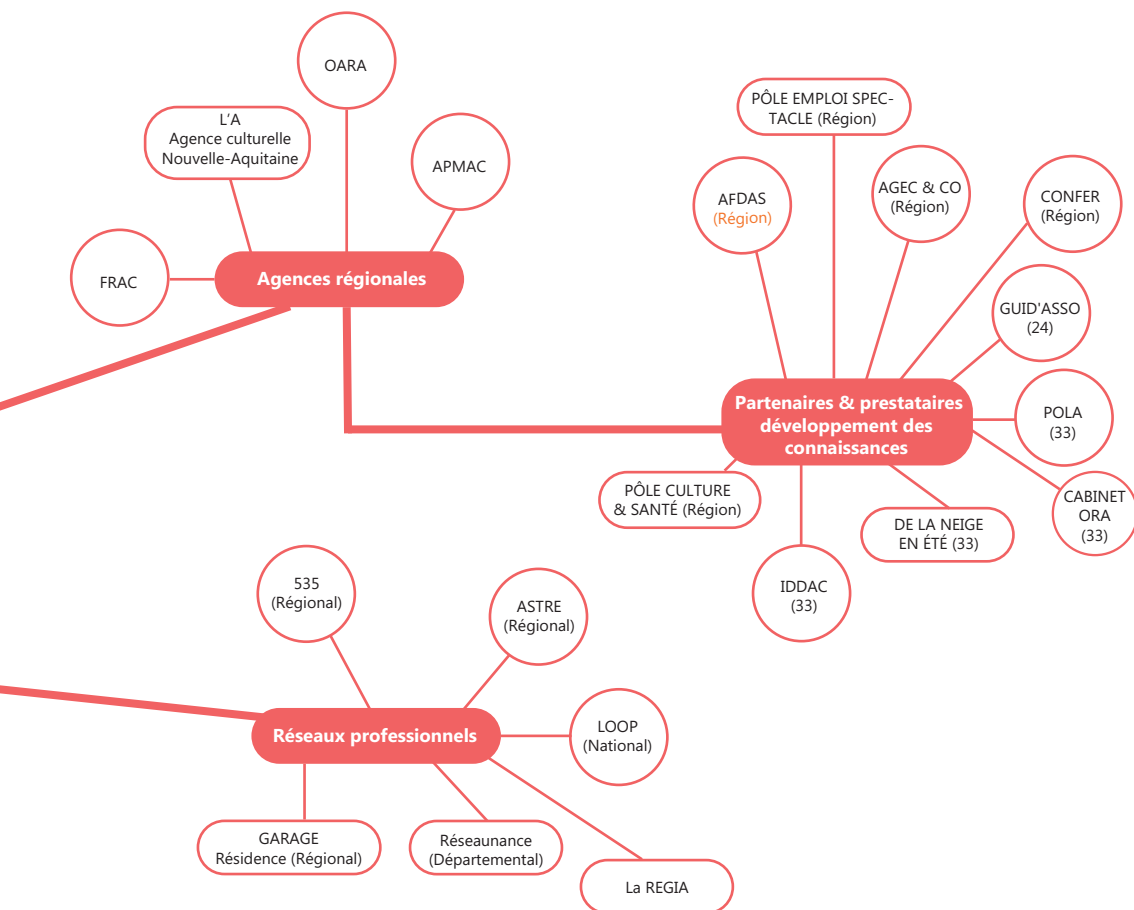 OARA
L'A
Agence culturelle
Nouvelle-Aquitaine
APMAC
FRAC
Agences régionales
PÔLE EMPLOI SPEC-
TACLE (Région)
AFDAS
(Région)
AGEC & CO
(Région)
CONFER
(Région)
GUID'ASSO
(24)
Partenaires & prestataires
développement des
connaissances
POLA
(33)
PÔLE CULTURE
& SANTÉ (Région)
CABINET
ORA
(33)
DE LA NEIGE
EN ÉTÉ (33)
IDDAC
(33)
535
(Régional)
ASTRE
(Régional)
Réseaux professionnels
LOOP
(National)
GARAGE
Résidence (Régional)
Réseaunance
(Départemental)
La REGIA